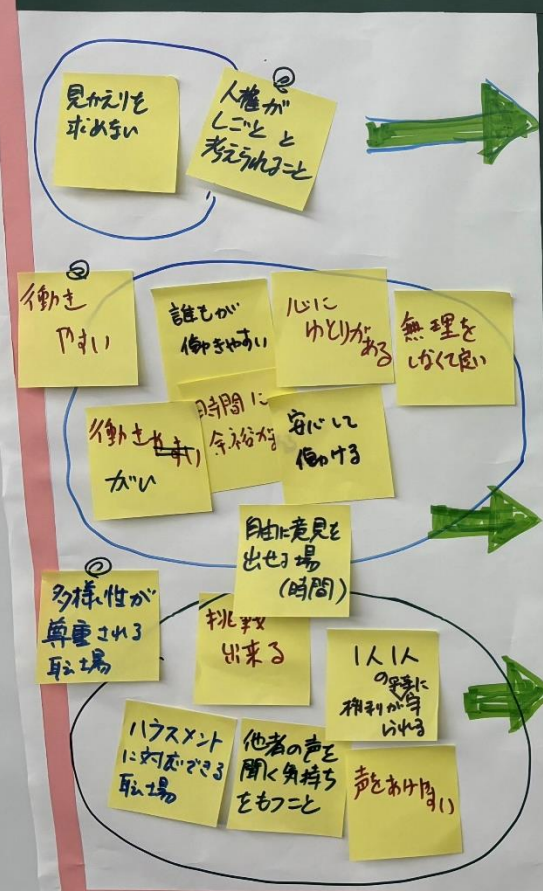 見かえりを
求めない
人権が
しごとと
考えられること
働き
やすい
誰もが
働きやすい
心に
ゆとりがある
無理を
しなくて良い
働き
がい
時間に
余裕があ
安心して
働ける
自由に意見を
出せる場
(時間)
多様性が
尊重される
職場
挑戦
出来る
1人1人
の
権利が守
られる
ハラスメント
に対応できる
職場
他者の声を
聞く気持ち
をもつこと
声をあげやすい